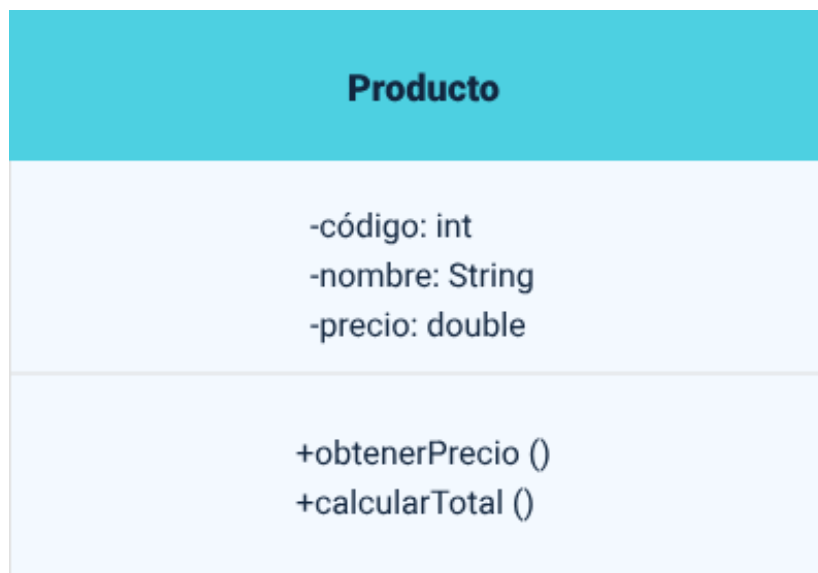 Producto
-código: int
-nombre: String
-precio: double
+obtenerPrecio ()
+calcularTotal ()